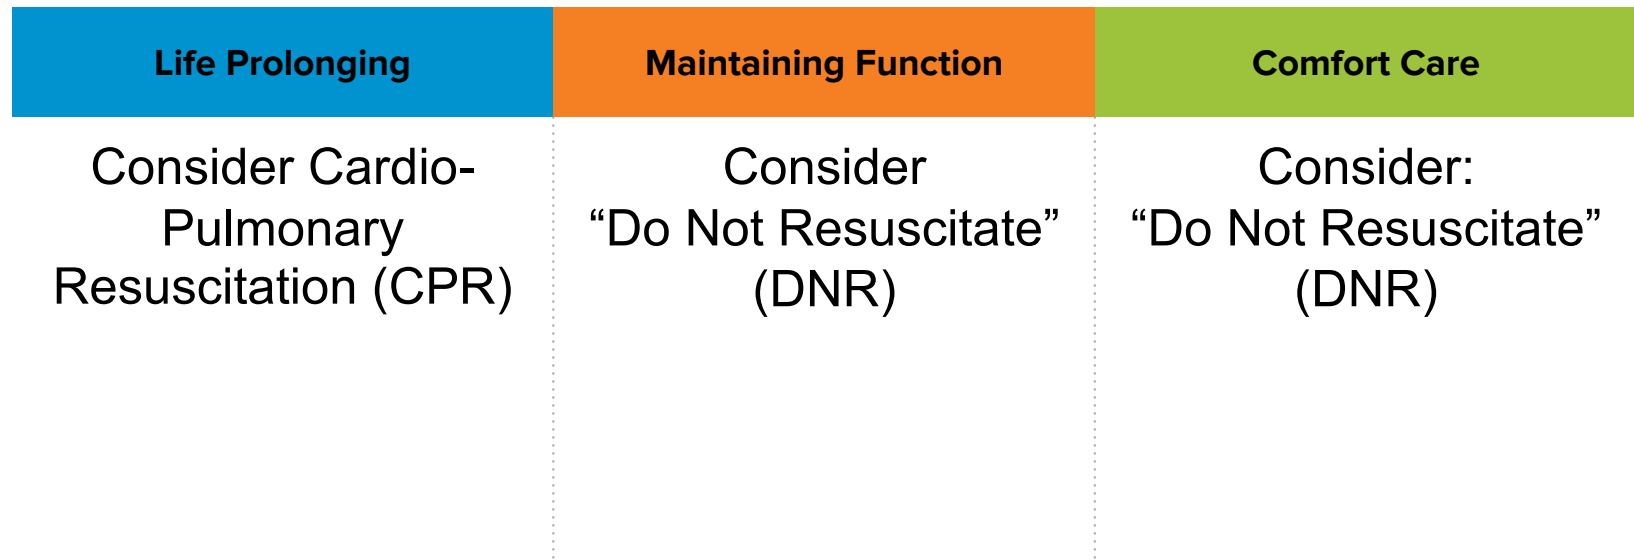 Life Prolonging
Maintaining Function
Comfort Care
Consider Cardio-
Pulmonary
Resuscitation (CPR)
Consider
“Do Not Resuscitate”
(DNR)
Consider:
“Do Not Resuscitate”
(DNR)